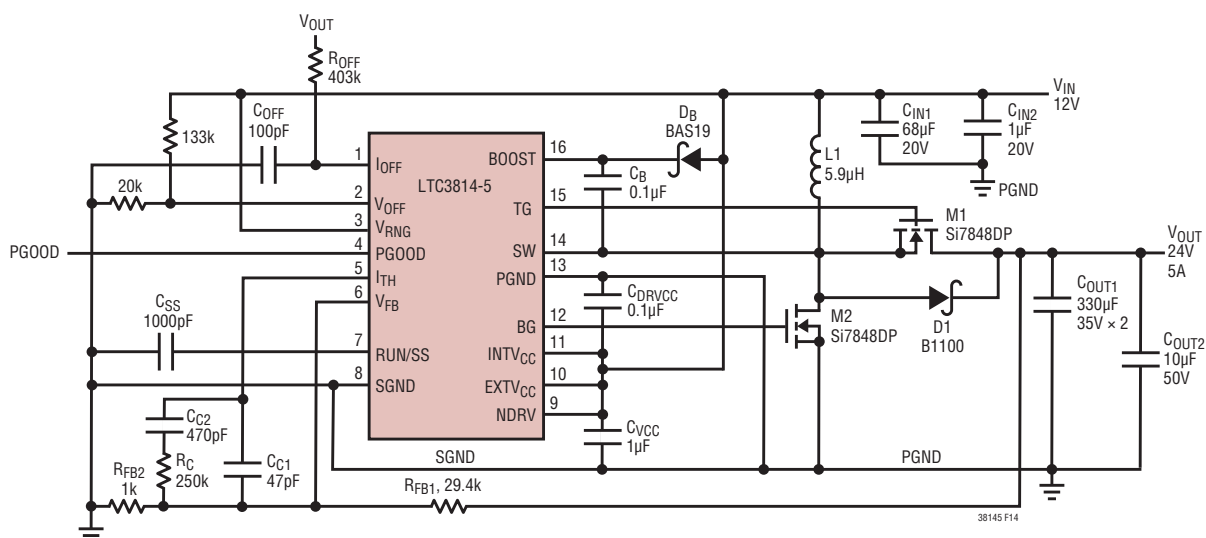 VOUT
ROFF
403k
VIN
12V
COFF
100pF
133k
DB
BAS19
CIN1
68µF
20V
CIN2
1µF
20V
PGND
L1
5.9µH
20k
1
IOFF
2
VOFF
3
VRNG
PGOOD
4
PGOOD
5
ITH
6
VFB
7
RUN/SS
8
SGND
LTC3814-5
BOOST
16
TG
15
SW
14
PGND
13
BG
12
INTVCC
11
EXTVCC
10
NDRV
9
CB
0.1µF
M1
Si7848DP
VOUT
24V
5A
CDRVCC
0.1µF
M2
Si7848DP
D1
B1100
COUT1
330µF
35V × 2
COUT2
10µF
50V
CSS
1000pF
CC2
470pF
RC
250k
CC1
47pF
CVCC
1µF
SGND
PGND
RFB2
1k
RFB1, 29.4k
38145 F14